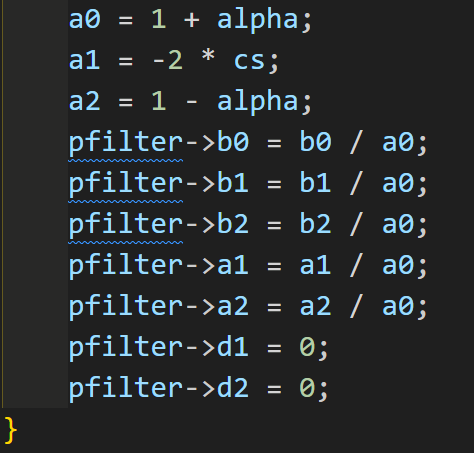 a0 = 1 + alpha;
a1 = -2 * cs;
a2 = 1 - alpha;
pfilter->b0 = b0 / a0;
pfilter->b1 = b1 / a0;
pfilter->b2 = b2 / a0;
pfilter->a1 = a1 / a0;
pfilter->a2 = a2 / a0;
pfilter->d1 = 0;
pfilter->d2 = 0;
}